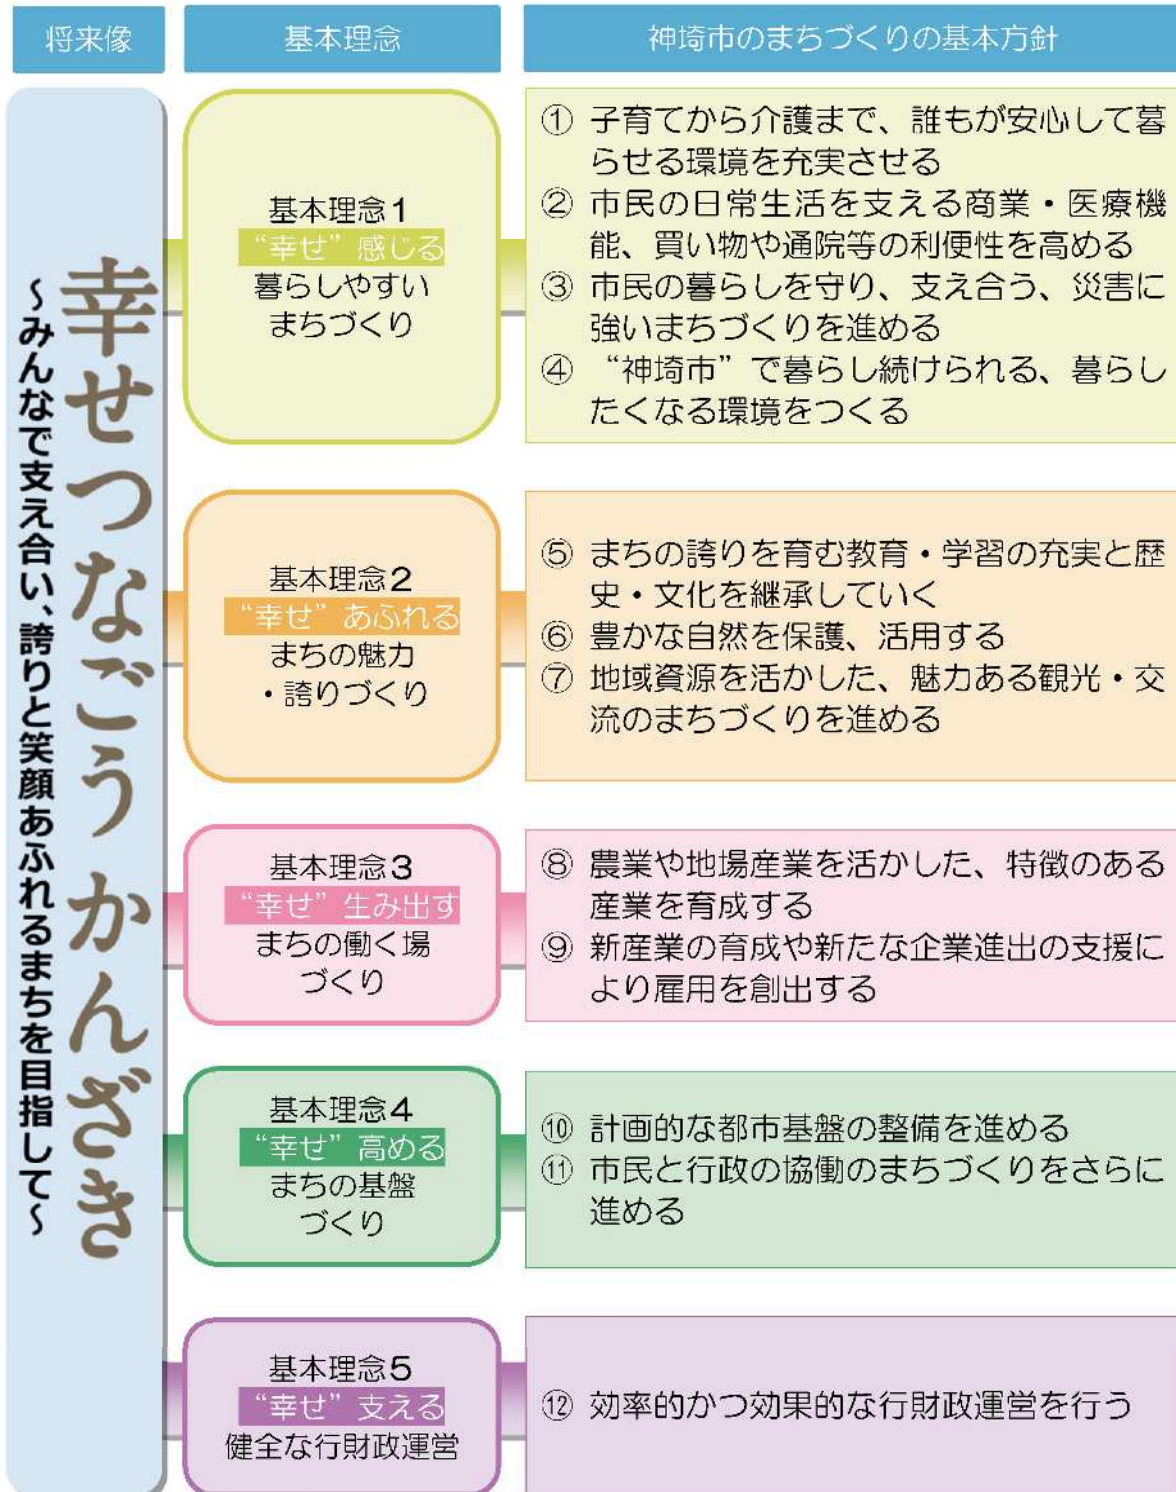 将来像
基本理念
神埼市のまちづくりの基本方針
幸せつなごう かんざき
～みんなで支え合い、誇りと笑顔あふれるまちを目指して～
基本理念1
“幸せ”感じる
暮らしやすい
まちづくり
① 子育てから介護まで、誰もが安心して暮
らせる環境を充実させる
② 市民の日常生活を支える商業・医療機
能、買い物や通院等の利便性を高める
③ 市民の暮らしを守り、支え合う、災害に
強いまちづくりを進める
④ “神埼市”で暮らし続けられる、暮らし
たくなる環境をつくる
基本理念2
“幸せ”あふれる
まちの魅力
・誇りづくり
⑤ まちの誇りを育む教育・学習の充実と歴
史・文化を継承していく
⑥ 豊かな自然を保護、活用する
⑦ 地域資源を活かした、魅力ある観光・交
流のまちづくりを進める
基本理念3
“幸せ”生み出す
まちの働く場
づくり
⑧ 農業や地場産業を活かした、特徴のある
産業を育成する
⑨ 新産業の育成や新たな企業進出の支援に
より雇用を創出する
基本理念4
“幸せ”高める
まちの基盤
づくり
⑩ 計画的な都市基盤の整備を進める
⑪ 市民と行政の協働のまちづくりをさらに
進める
基本理念5
“幸せ”支える
健全な行財政運営
⑫ 効率的かつ効果的な行財政運営を行う